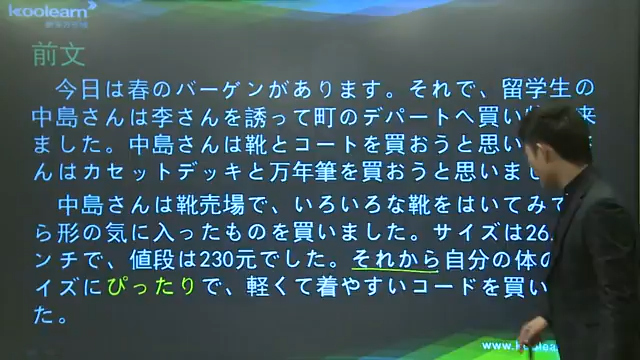 koolearn
前文
今日は春のバーゲンがあります。それで、留学生の
中島さんは李さんを誘って町のデパートへ買い 来
ました。中島さんは靴とコートを買おうと思い
んはカセットデッキと万年筆を買おうと思いまし
中島さんは靴売場で、いろいろな靴をはいてみて
ら形の気に入ったものを買いました。サイズは26.
ンチで、値段は230元でした。それから自分の体の
イズにぴったりで、軽くて着やすいコードを買い
た。
www.koolearn